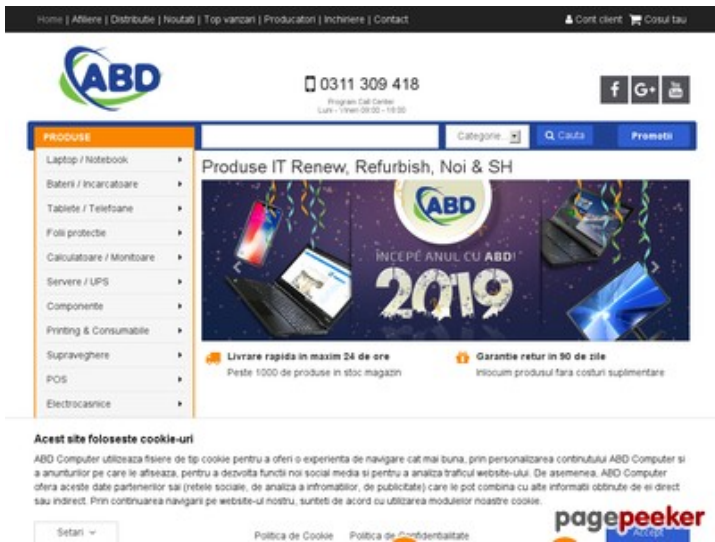 Home | Afiliere | Distributie | Noutati | Top vanzari | Producatori | Inchiriere | Contact
Cont client Cosul tau
ABD
0311 309 418
Program Call Center
Luni - Vineri 09:00 - 18:00
f G+ You Tube
PRODUSE
Categorie Cauta Promotii
Laptop / Notebook
Baterii / Incarcatoare
Tablete / Telefoane
Folii protectie
Calculatoare / Monitoare
Servere / UPS
Componente
Printing & Consumabile
Supraveghere
POS
Electrocasnice
Produse IT Renew, Refurbish, Noi & SH
ABD
ÎNCEPE ANUL CU ABD!
2019
Livrare rapida in maxim 24 de ore
Peste 1000 de produse in stoc magazin
Garantie retur in 90 de zile
Inlocuim produsul fara costuri suplimentare
Acest site foloseste cookie-uri
ABD Computer utilizeaza fisiere de tip cookie pentru a oferi o experienta de navigare cat mai buna, prin personalizarea continutului ABD Computer si
a anunturilor pe care le afiseaza, pentru a dezvolta functii noi social media si pentru a analiza traficul website-ului. De asemenea, ABD Computer
ofera aceste date partenerilor sai (retele sociale, de analiza a infromatiilor, de publicitate) care le pot combina cu alte informatii obtinute de ei direct
sau indirect. Prin continuarea navigarii pe website-ul nostru, sunteti de acord cu utilizarea modulelor noastre cookie.
Setari Politica de Cookie Politica de Confidentialitate Accept
pagepeeker